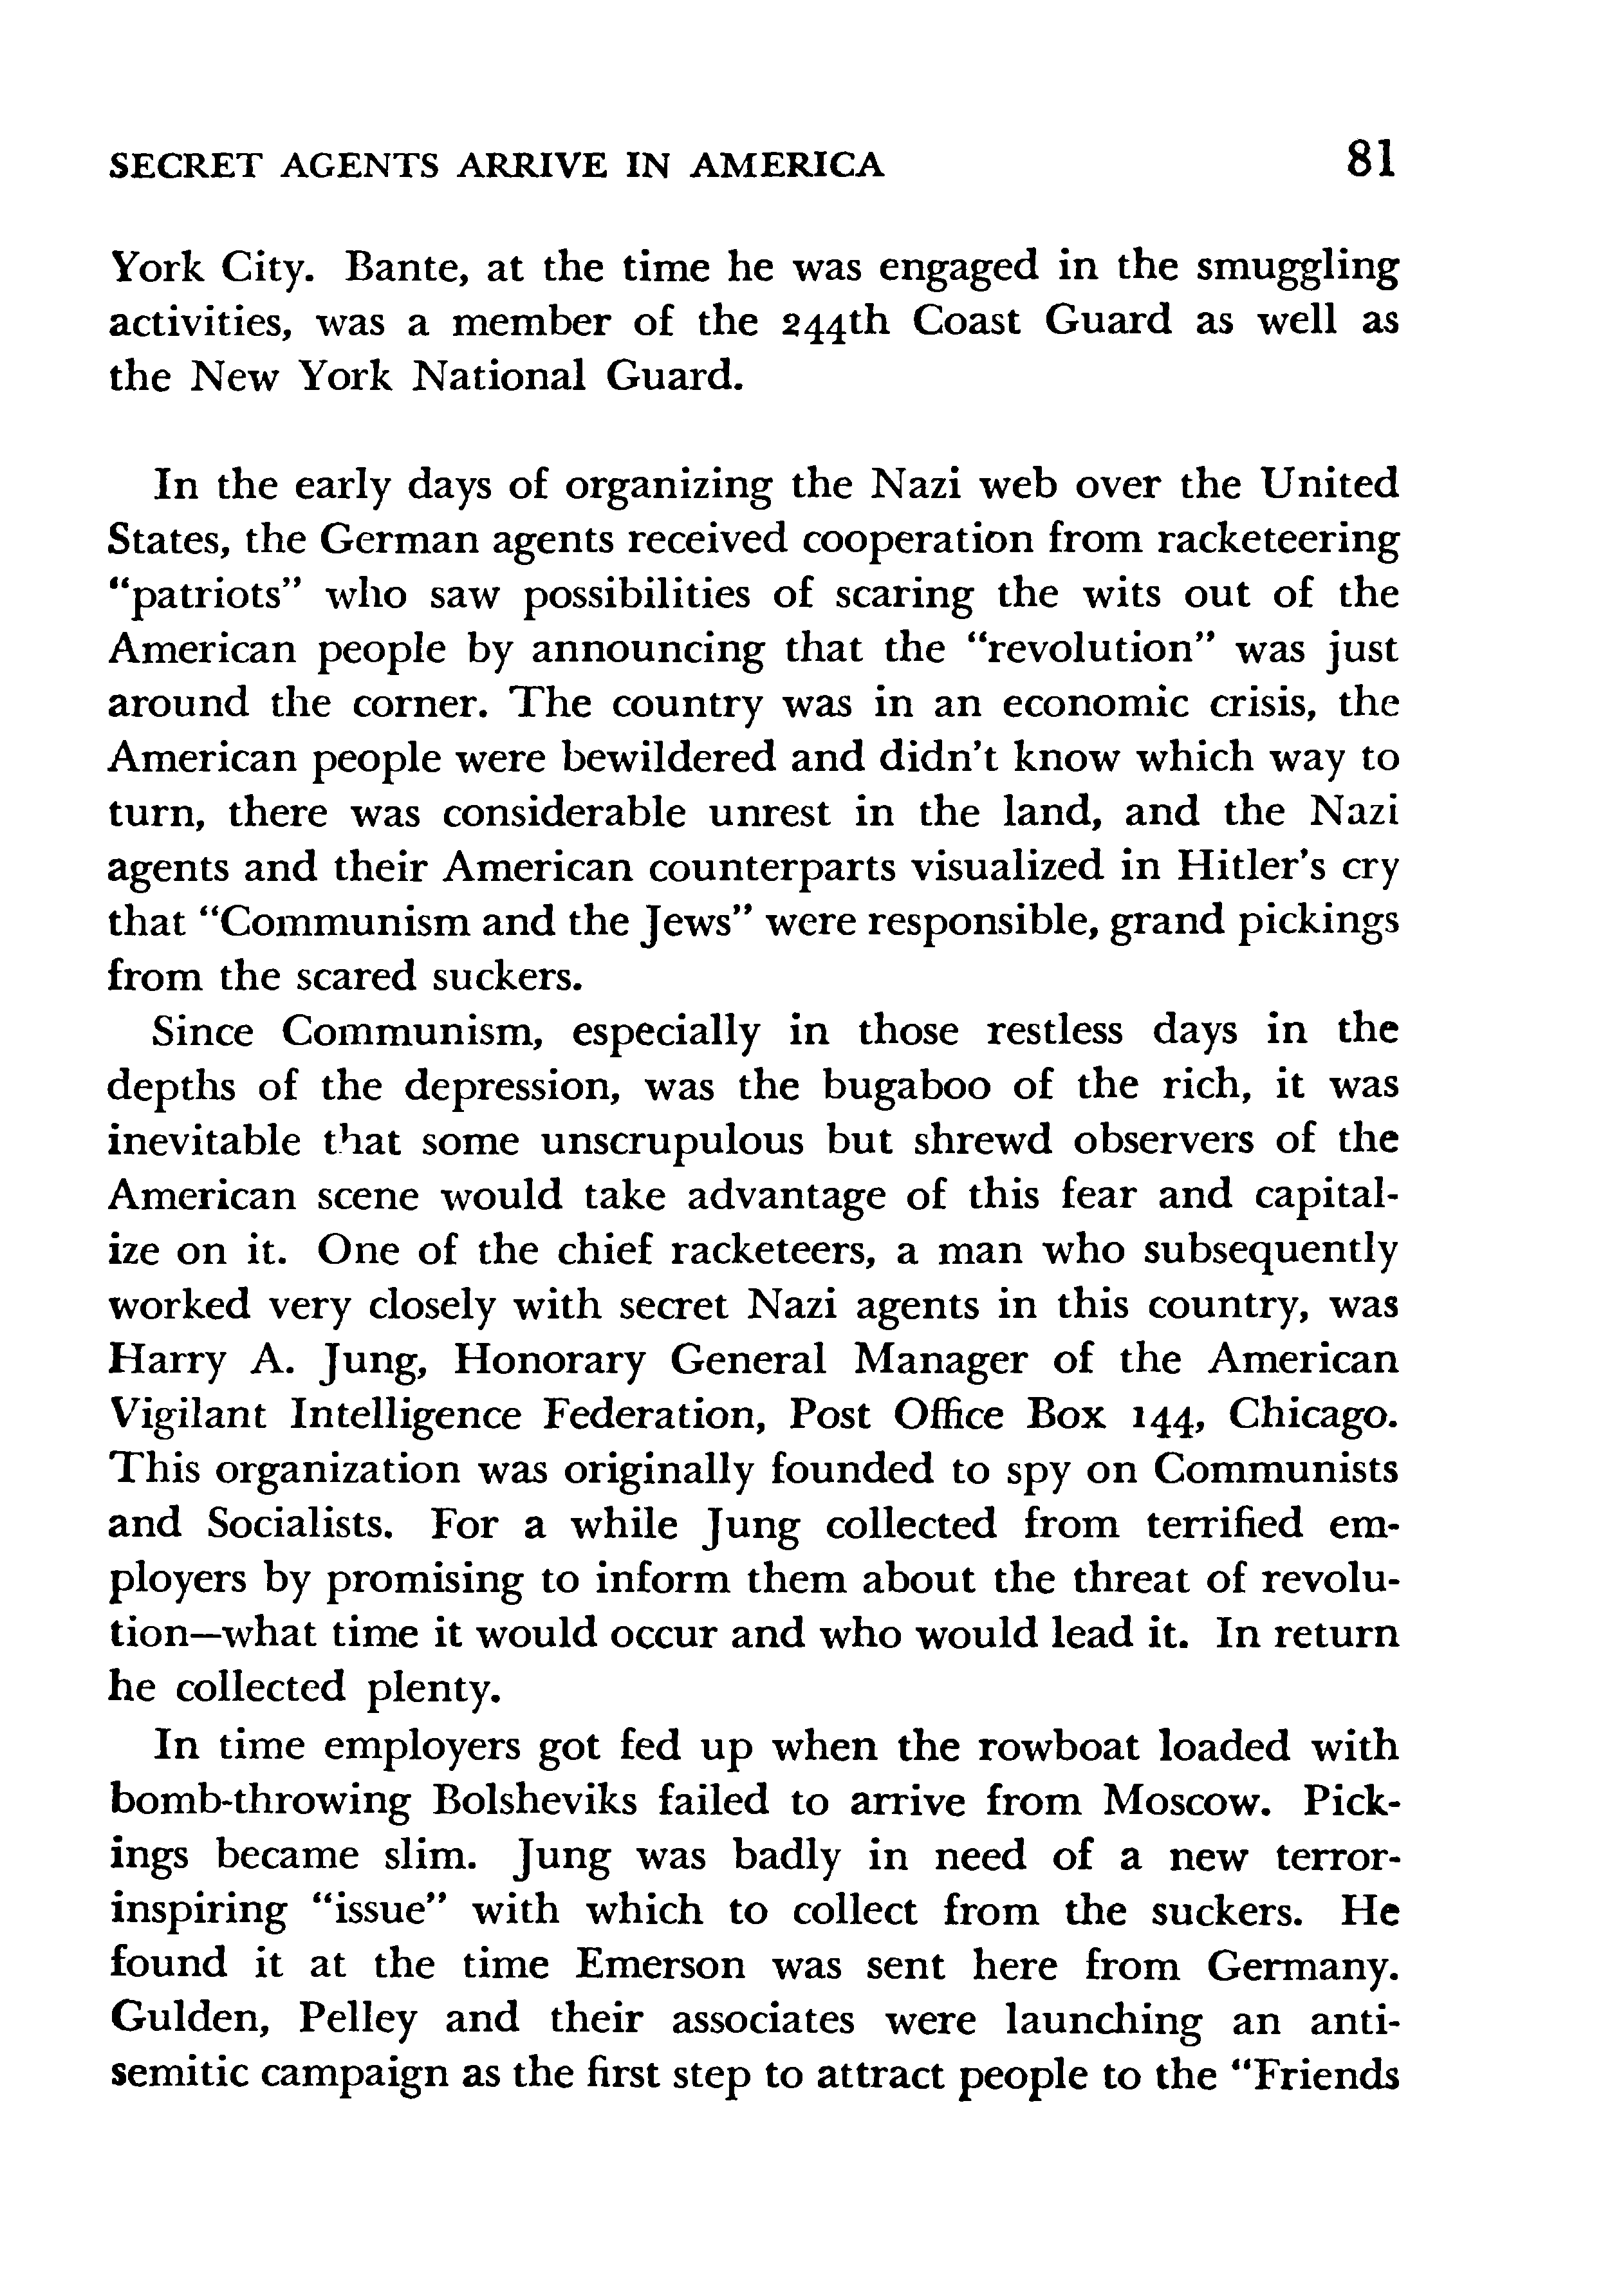 SECRET AGENTS ARRIVE IN AMERICA 81
York City. Bante, at the time he was engaged in the smuggling
activities, was a member of the 244th Coast Guard as well as
the New York National Guard.
In the early days of organizing the Nazi web over the United
States, the German agents received cooperation from racketeering
“patriots” who saw possibilities of scaring the wits out of the
American people by announcing that the “revolution” was just
around the corner. The country was in an economic crisis, the
American people were bewildered and didn’t know which way to
turn, there was considerable unrest in the land, and the Nazi
agents and their American counterparts visualized in Hitler’s cry
that “Communism and the Jews” were responsible, grand pickings
from the scared suckers.
Since Communism, especially in those restless days in the
depths of the depression, was the bugaboo of the rich, it was
inevitable that some unscrupulous but shrewd observers of the
American scene would take advantage of this fear and capital-
ize on it. One of the chief racketeers, a man who subsequently
worked very closely with secret Nazi agents in this country, was
Harry A. Jung, Honorary General Manager of the American
Vigilant Intelligence Federation, Post Office Box 144, Chicago.
This organization was originally founded to spy on Communists
and Socialists. For a while Jung collected from terrified em-
ployers by promising to inform them about the threat of revolu-
tion—what time it would occur and who would lead it. In return
he collected plenty.
In time employers got fed up when the rowboat loaded with
bomb-throwing Bolsheviks failed to arrive from Moscow. Pick-
ings became slim. Jung was badly in need of a new terror-
inspiring “issue” with which to collect from the suckers. He
found it at the time Emerson was sent here from Germany.
Gulden, Pelley and their associates were launching an anti-
semitic campaign as the first step to attract people to the “Friends